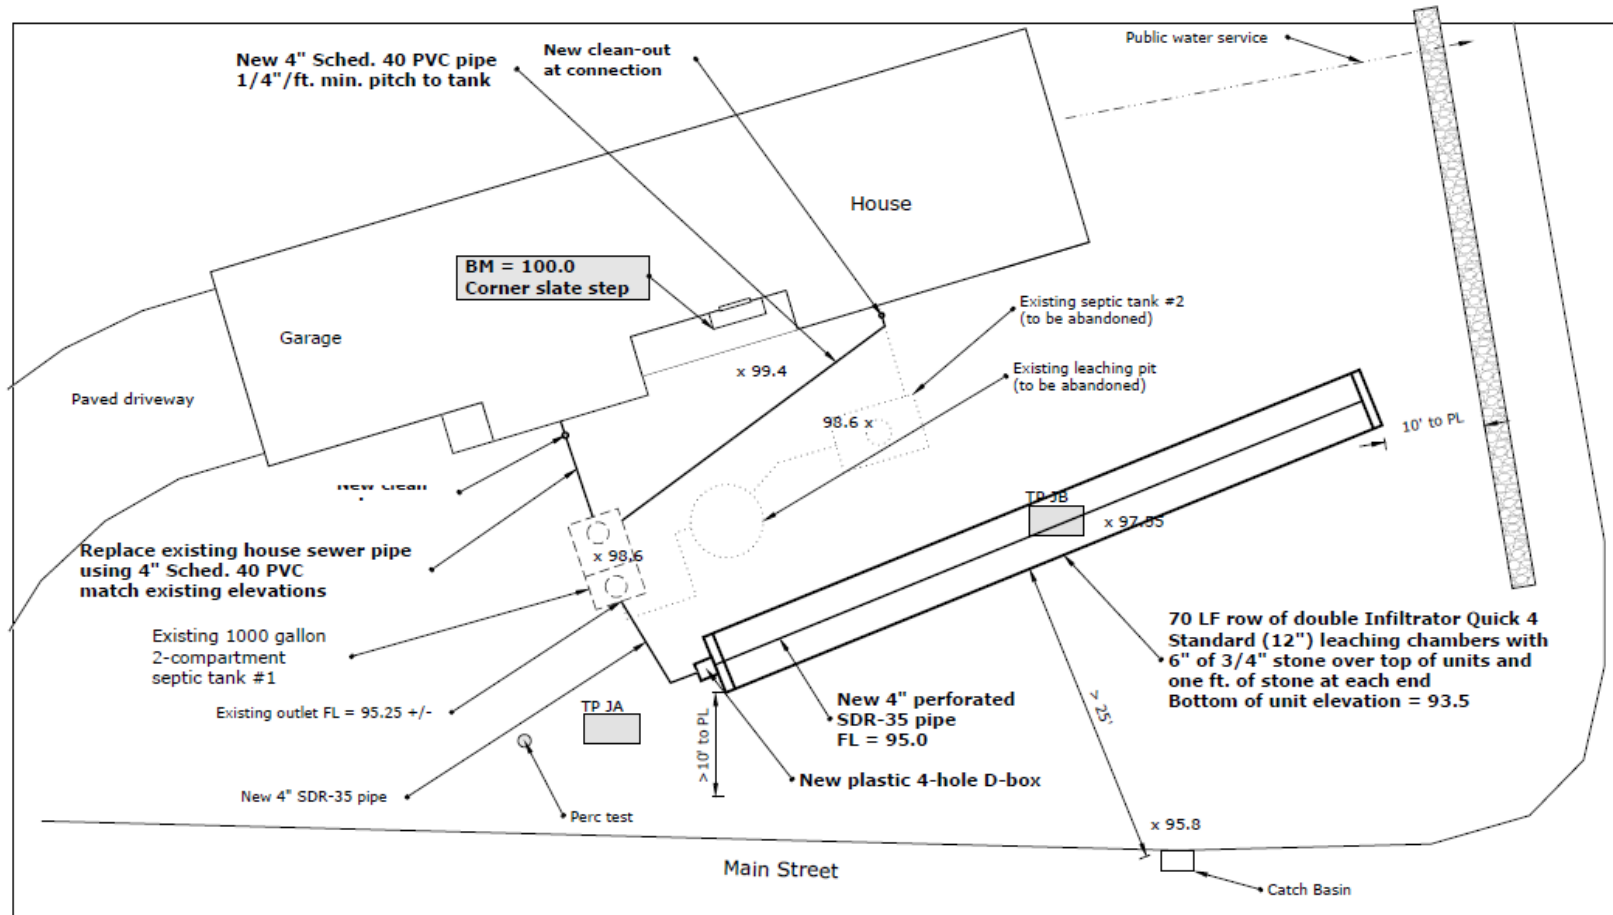 New 4" Sched. 40 PVC pipe
1/4"/ft. min. pitch to tank
New clean-out
at connection
Public water service
House
BM = 100.0
Corner slate step
Existing septic tank #2
(to be abandoned)
Garage
x 99.4
Existing leaching pit
(to be abandoned)
Paved driveway
98.6 x
10' to PL
New clean
TP JB
x 97.55
Replace existing house sewer pipe
using 4" Sched. 40 PVC
match existing elevations
x 98.6
Existing 1000 gallon
2-compartment
septic tank #1
70 LF row of double Infiltrator Quick 4
Standard (12") leaching chambers with
6" of 3/4" stone over top of units and
one ft. of stone at each end
Bottom of unit elevation = 93.5
Existing outlet FL = 95.25 +/-
TP JA
>10' to PL
New 4" perforated
SDR-35 pipe
FL = 95.0
> 25'
New plastic 4-hole D-box
New 4" SDR-35 pipe
Perc test
x 95.8
Main Street
Catch Basin